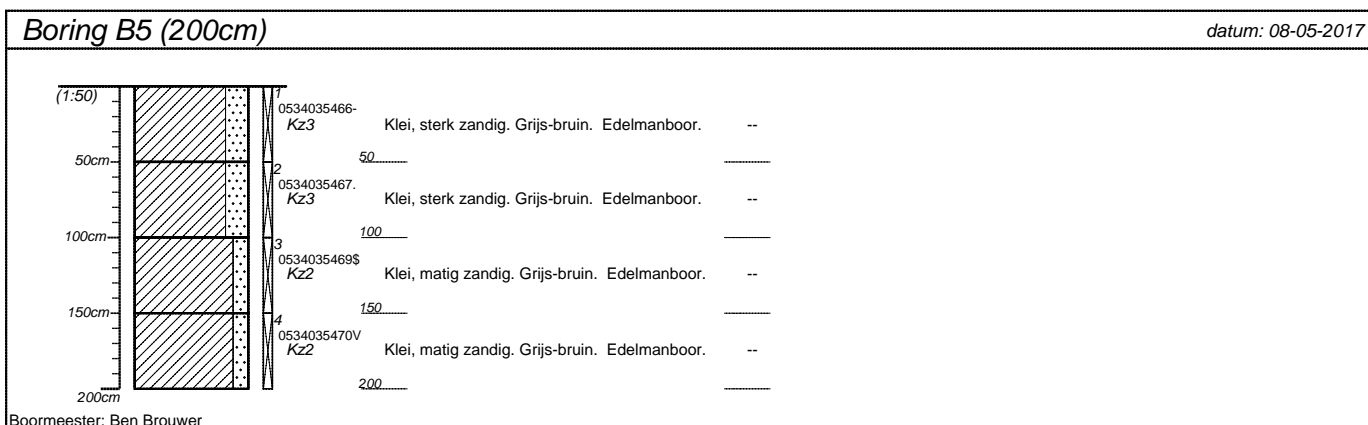 Boring B5 (200cm) datum: 08-05-2017
(1:50)
1
0534035466-
Kz3 Klei, sterk zandig. Grijs-bruin. Edelmanboor. --
50cm 50
2
0534035467.
Kz3 Klei, sterk zandig. Grijs-bruin. Edelmanboor. --
100cm 100
3
0534035469$
Kz2 Klei, matig zandig. Grijs-bruin. Edelmanboor. --
150cm 150
4
0534035470V
Kz2 Klei, matig zandig. Grijs-bruin. Edelmanboor. --
200cm 200
Boormeester: Ben Brouwer